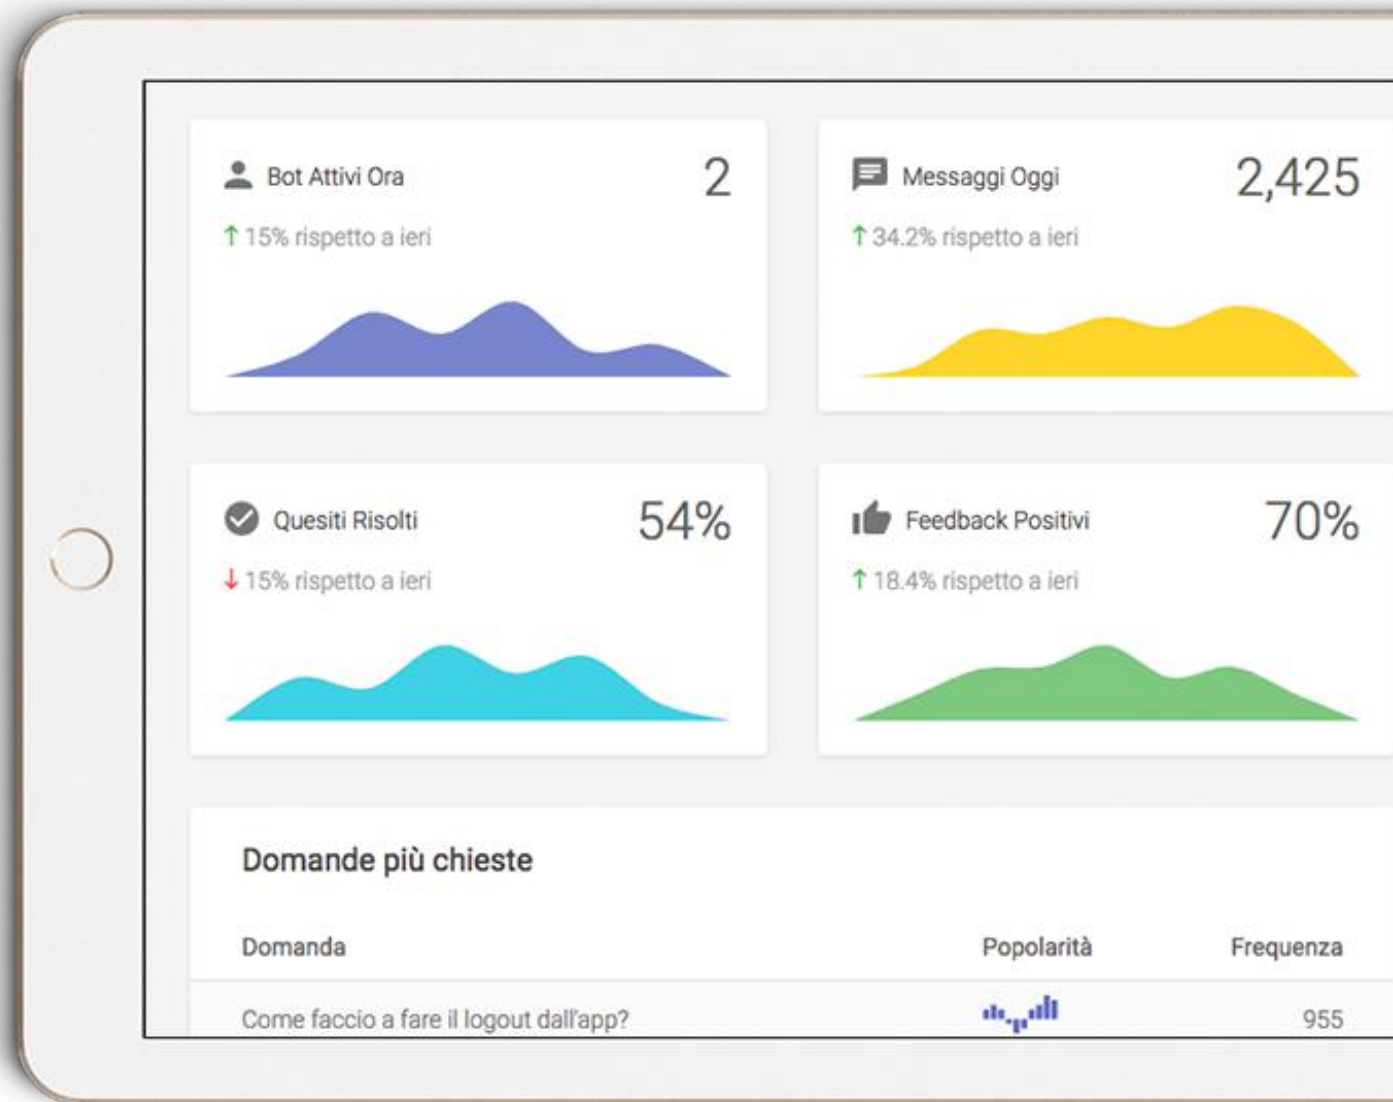 Bot Attivi Ora
2
↑ 15% rispetto a ieri
Messaggi Oggi
2,425
↑ 34.2% rispetto a ieri
Quesiti Risolti
54%
↓ 15% rispetto a ieri
Feedback Positivi
70%
↑ 18.4% rispetto a ieri
Domande più chieste
Domanda Popolarità Frequenza
Come faccio a fare il logout dall'app? 955